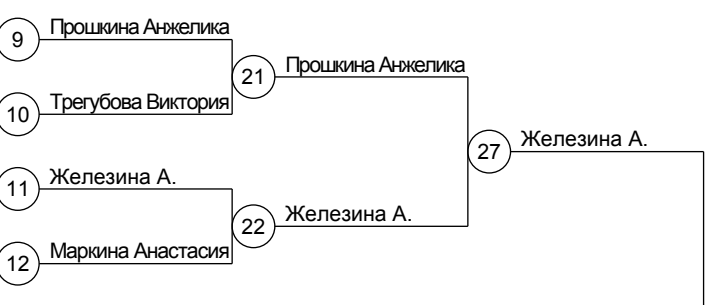 9 Прошкина Анжелика
21 Прошкина Анжелика
10 Трегубова Виктория
27 Железина А.
11 Железина А.
22 Железина А.
12 Маркина Анастасия